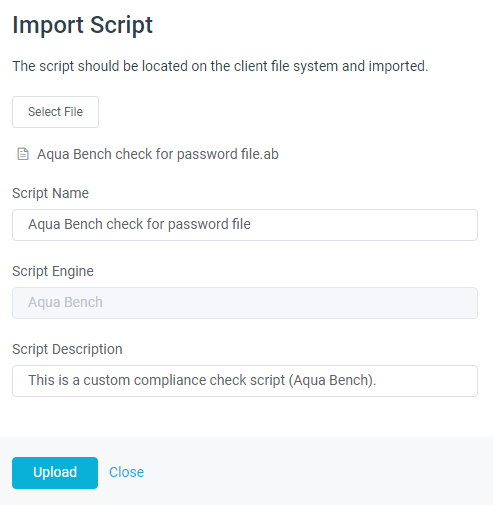 Import Script
The script should be located on the client file system and imported.
Select File
Aqua Bench check for password file.ab
Script Name
Aqua Bench check for password file
Script Engine
Aqua Bench
Script Description
This is a custom compliance check script (Aqua Bench).
Upload Close